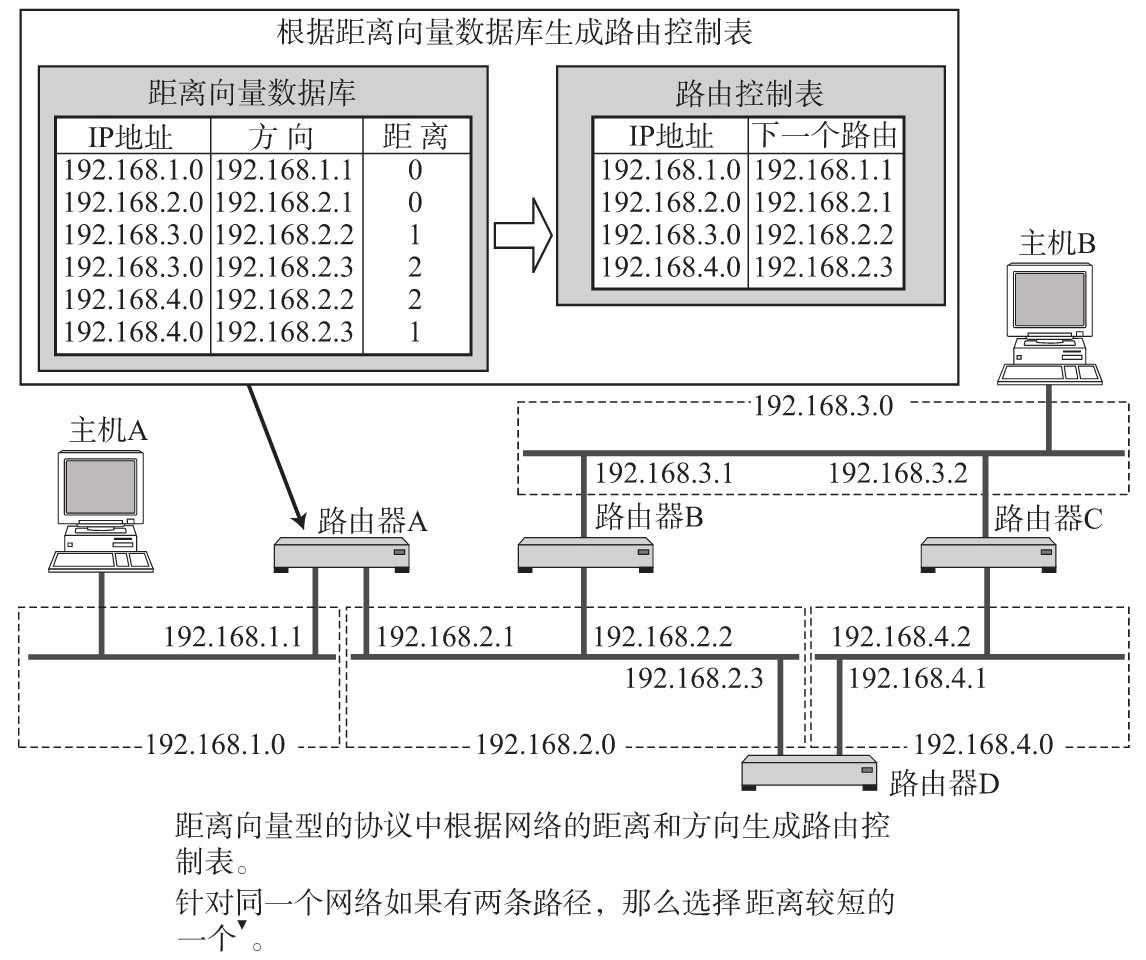 根据距离向量数据库生成路由控制表
距离向量数据库
IP地址 方向 距离
192.168.1.0 192.168.1.1 0
192.168.2.0 192.168.2.1 0
192.168.3.0 192.168.2.2 1
192.168.3.0 192.168.2.3 2
192.168.4.0 192.168.2.2 2
192.168.4.0 192.168.2.3 1
路由控制表
IP地址 下一个路由
192.168.1.0 192.168.1.1
192.168.2.0 192.168.2.1
192.168.3.0 192.168.2.2
192.168.4.0 192.168.2.3
主机B
192.168.3.0
主机A
192.168.3.1
192.168.3.2
路由器A
路由器B
路由器C
192.168.1.1
192.168.2.1
192.168.2.2
192.168.4.2
192.168.2.3
192.168.4.1
192.168.1.0
192.168.2.0
192.168.4.0
路由器D
距离向量型的协议中根据网络的距离和方向生成路由控
制表。
针对同一个网络如果有两条路径，那么选择距离较短的
一个▼。